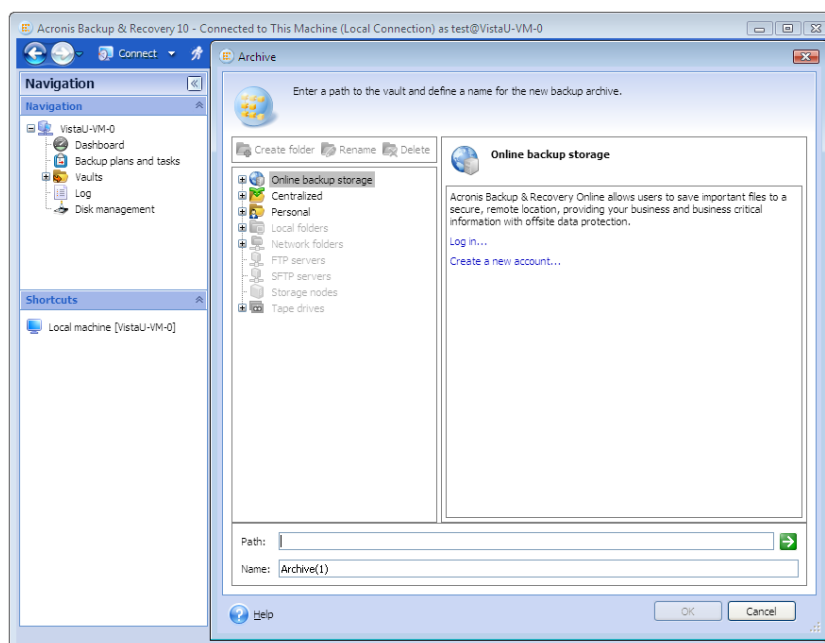 Acronis Backup & Recovery 10 - Connected to This Machine (Local Connection) as test@VistaU-VM-0
Connect
Navigation
Navigation
VistaU-VM-0
Dashboard
Backup plans and tasks
Vaults
Log
Disk management
Shortcuts
Local machine [VistaU-VM-0]
Archive
Enter a path to the vault and define a name for the new backup archive.
Create folder Rename Delete
Online backup storage
Centralized
Personal
Local folders
Network folders
FTP servers
SFTP servers
Storage nodes
Tape drives
Online backup storage
Acronis Backup & Recovery Online allows users to save important files to a
secure, remote location, providing your business and business critical
information with offsite data protection.
Log in...
Create a new account...
Path:
Name: Archive(1)
Help
OK
Cancel